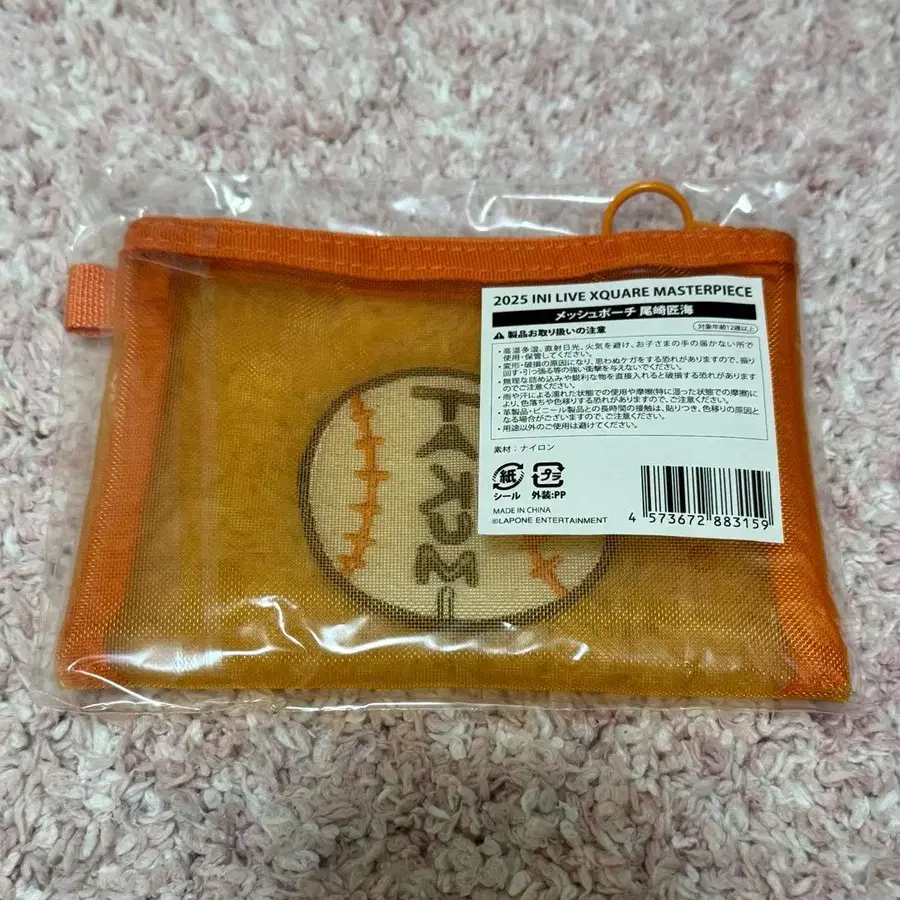 2025 INI LIVE XQUARE MASTERPIECE
メッシュポーチ 尾崎匠海
製品お取り扱いの注意
対象年齢12歳以上
・高温多湿、直射日光、火気を避け、お子さまの手の届かない所で
使用・保管してください。
・変形・破損の原因になり、思わぬケガをする恐れがありますので、振り
回す・引っ張る等の強い衝撃を与えないでください。
・無理な詰め込みや鋭利な物を直接入れると破損する恐れがあります
のでご注意ください。
・雨や汗による濡れた状態での使用や摩擦(特に湿った状態での摩擦)に
より、色落ちや色移りする恐れがありますので、ご注意ください。
・革製品・ビニール製品との長時間の接触は、貼りつき、色移りの原因と
なる場合がございますので、ご注意ください。
・用途以外のご使用は避けてください。
素材：ナイロン
紙
シール
プラ
外装:PP
MADE IN CHINA
©LAPONE ENTERTAINMENT
4 573672 883159
TAKUMI